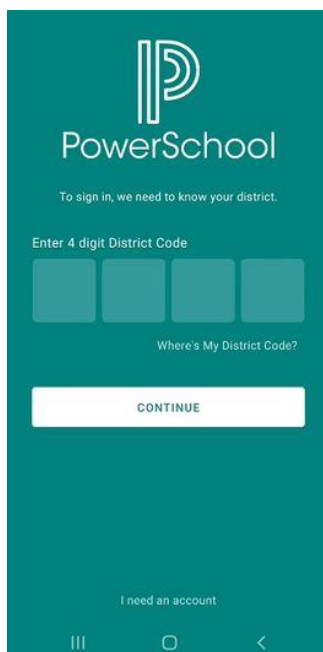 PowerSchool
To sign in, we need to know your district.
Enter 4 digit District Code
Where's My District Code?
CONTINUE
I need an account